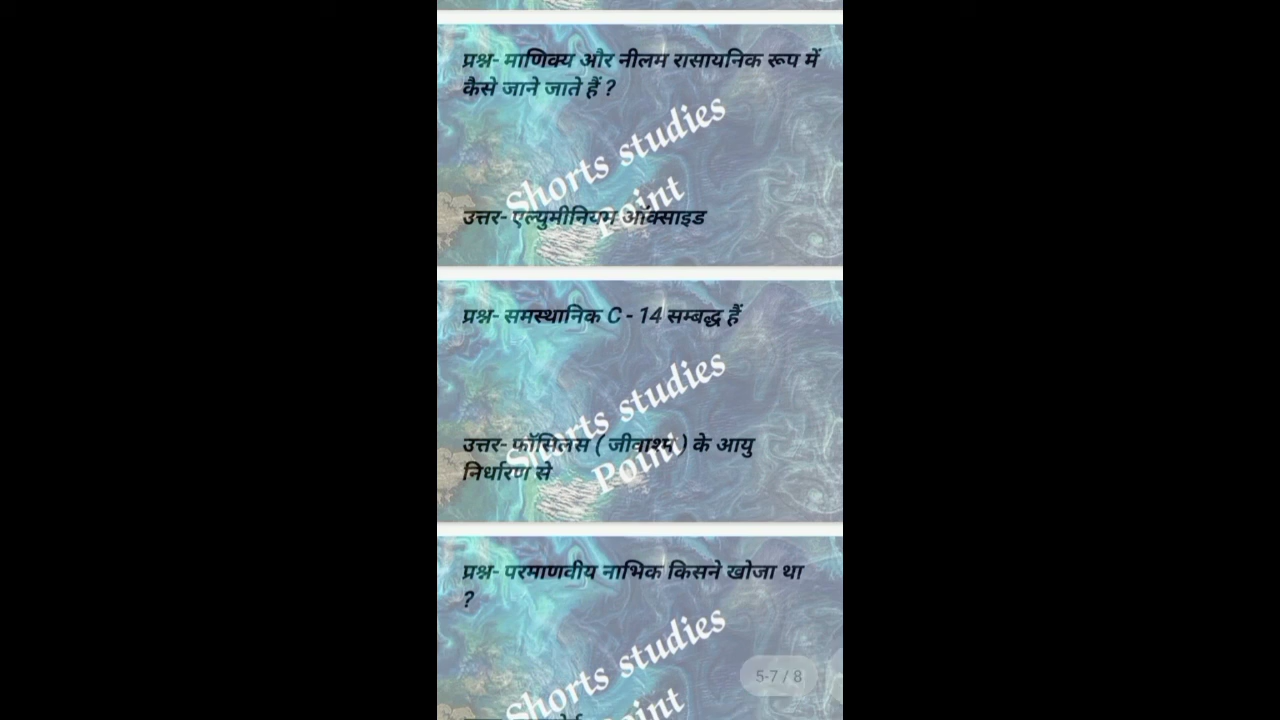 प्रश्न- माणिक्य और नीलम रासायनिक रूप में
कैसे जाने जाते हैं ?
Shorts studies
Point
उत्तर- एल्युमीनियम ऑक्साइड
प्रश्न- समस्थानिक C - 14 सम्बद्ध हैं
Shorts studies
Point
उत्तर- फॉसिलस ( जीवाश्म ) के आयु
निर्धारण से
प्रश्न- परमाणवीय नाभिक किसने खोजा था
?
Shorts studies
Point
5-7 / 8